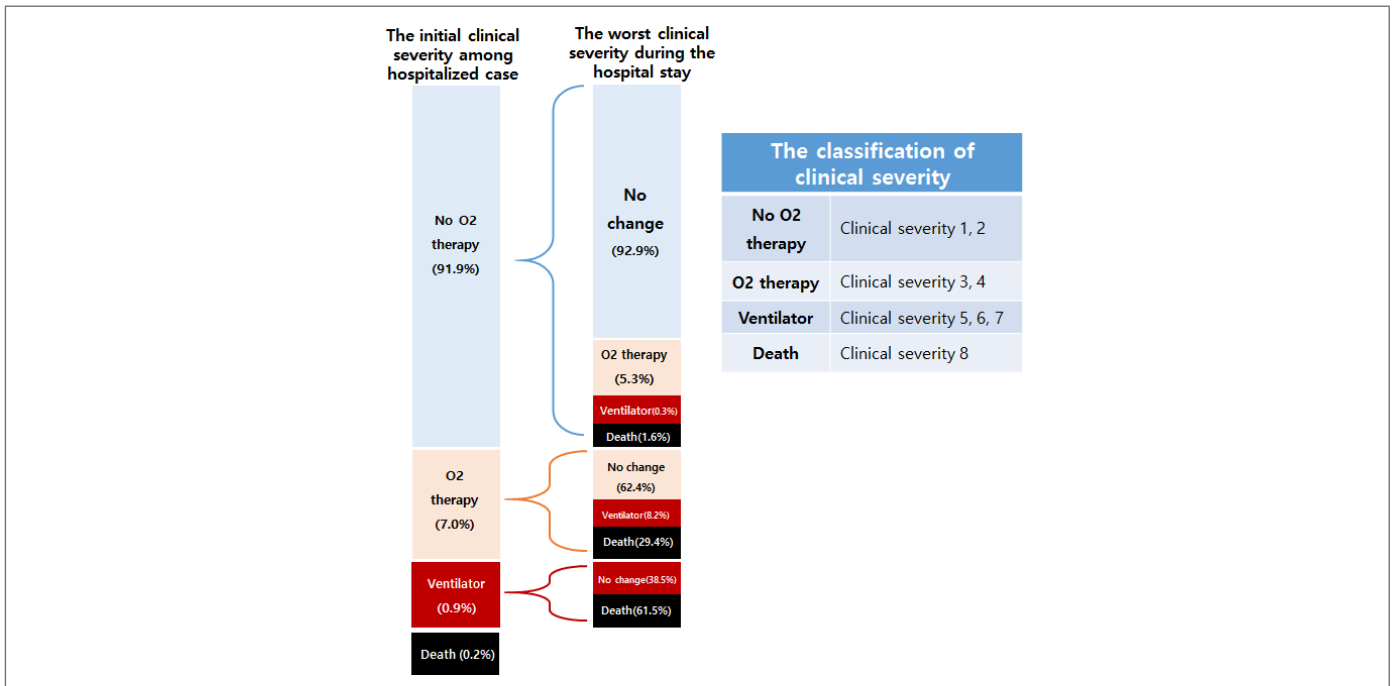 The initial clinical
severity among
hospitalized case
The worst clinical
severity during the
hospital stay
No O2
therapy
(91.9%)
No
change
(92.9%)
O2 therapy
(5.3%)
Ventilator(0.3%)
Death(1.6%)
O2
therapy
(7.0%)
No change
(62.4%)
Ventilator(8.2%)
Death(29.4%)
Ventilator
(0.9%)
No change(38.5%)
Death(61.5%)
Death (0.2%)
The classification of
clinical severity
No O2
therapy
Clinical severity 1, 2
O2 therapy
Clinical severity 3, 4
Ventilator
Clinical severity 5, 6, 7
Death
Clinical severity 8